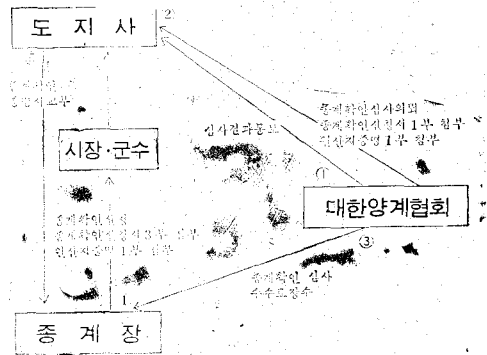 ②
도 지 사
종계확인심사의뢰
종계확인신청서 1부 첨부
인산지증명 1부 첨부
심사결과통보
시장·군수
①
대한양계협회
③
종계확인신청
종계확인신청서 3부 첨부
인산지증명 1부 첨부
종계확인 심사
수수료징수
1
종 계 장